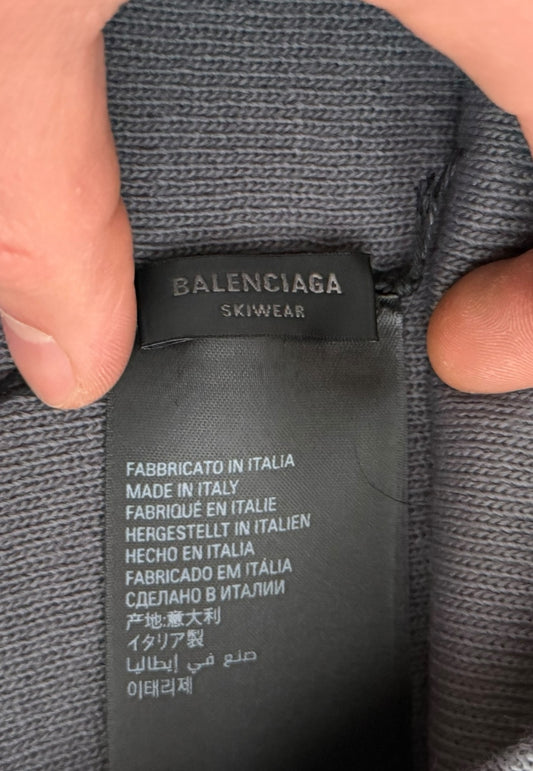 BALENCIAGA
SKIWEAR
FABBRICATO IN ITALIA
MADE IN ITALY
FABRIQUÉ EN ITALIE
HERGESTELLT IN ITALIEN
HECHO EN ITALIA
FABRICADO EM ITÁLIA
СДЕЛАНО В ИТАЛИИ
产地:意大利
イタリア製
صنع في إيطاليا
이태리제